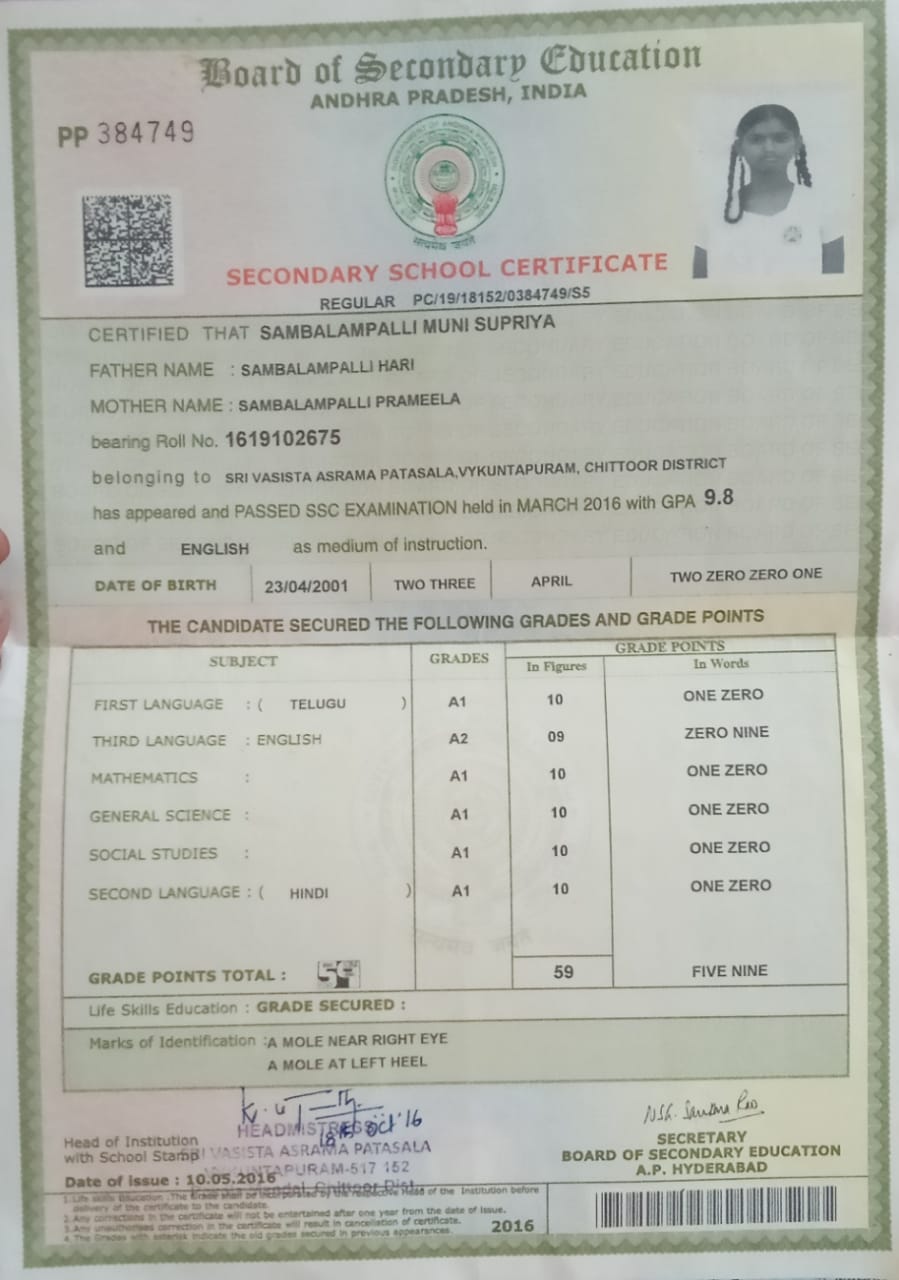 Board of Secondary Education
ANDHRA PRADESH, INDIA
PP 384749
GOVERNMENT OF ANDHRA PRADESH
सत्यमेव जयते
SECONDARY SCHOOL CERTIFICATE
REGULAR PC/19/18152/0384749/S5
CERTIFIED THAT SAMBALAMPALLI MUNI SUPRIYA
FATHER NAME : SAMBALAMPALLI HARI
MOTHER NAME : SAMBALAMPALLI PRAMEELA
bearing Roll No. 1619102675
belonging to SRI VASISTA ASRAMA PATASALA,VYKUNTAPURAM, CHITTOOR DISTRICT
has appeared and PASSED SSC EXAMINATION held in MARCH 2016 with GPA 9.8
and ENGLISH as medium of instruction.
DATE OF BIRTH 23/04/2001 TWO THREE APRIL TWO ZERO ZERO ONE
THE CANDIDATE SECURED THE FOLLOWING GRADES AND GRADE POINTS
SUBJECT GRADES GRADE POINTS
In Figures In Words
FIRST LANGUAGE : ( TELUGU ) A1 10 ONE ZERO
THIRD LANGUAGE : ENGLISH A2 09 ZERO NINE
MATHEMATICS : A1 10 ONE ZERO
GENERAL SCIENCE : A1 10 ONE ZERO
SOCIAL STUDIES : A1 10 ONE ZERO
SECOND LANGUAGE : ( HINDI ) A1 10 ONE ZERO
GRADE POINTS TOTAL : 59 FIVE NINE
Life Skills Education : GRADE SECURED :
Marks of Identification :A MOLE NEAR RIGHT EYE
A MOLE AT LEFT HEEL
HEADMISTRESS
18th Oct'16
Head of Institution
with School Stamp
SRI VASISTA ASRAMA PATASALA
VYKUNTAPURAM-517 152
Chittoor Dist.
Date of Issue : 10.05.2016
SECRETARY
BOARD OF SECONDARY EDUCATION
A.P. HYDERABAD
1. Life skills Education :The Grade shall be incorporated by the respective Head of the Institution before
delivery of the certificate to the candidate.
2. Any corrections in the certificate will not be entertained after one year from the date of Issue.
3. Any unauthorised correction in the certificate will result in cancellation of certificate.
4. The Grades with asterisk indicate the old grades secured in previous appearances.
2016